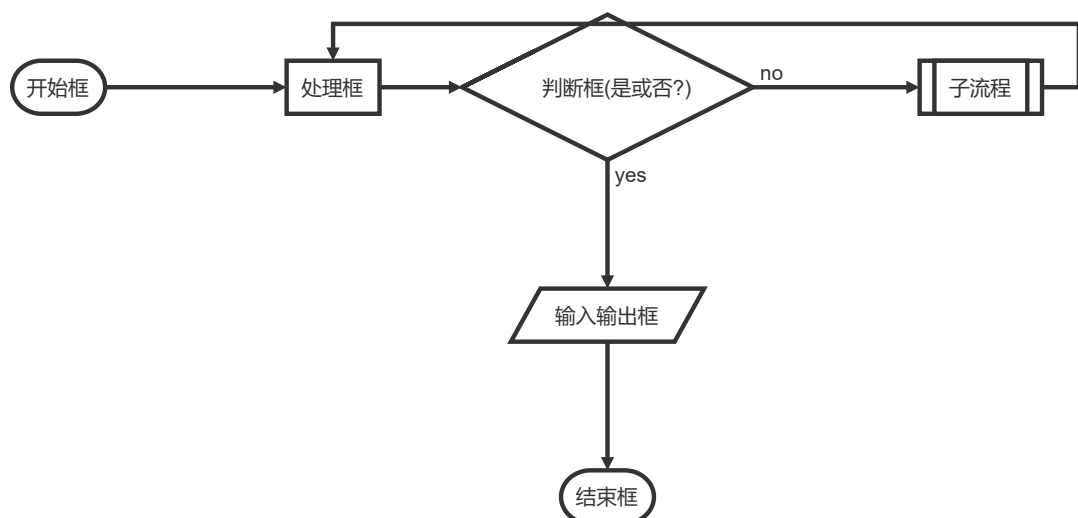 开始框
处理框
判断框(是或否?)
no
子流程
yes
输入输出框
结束框